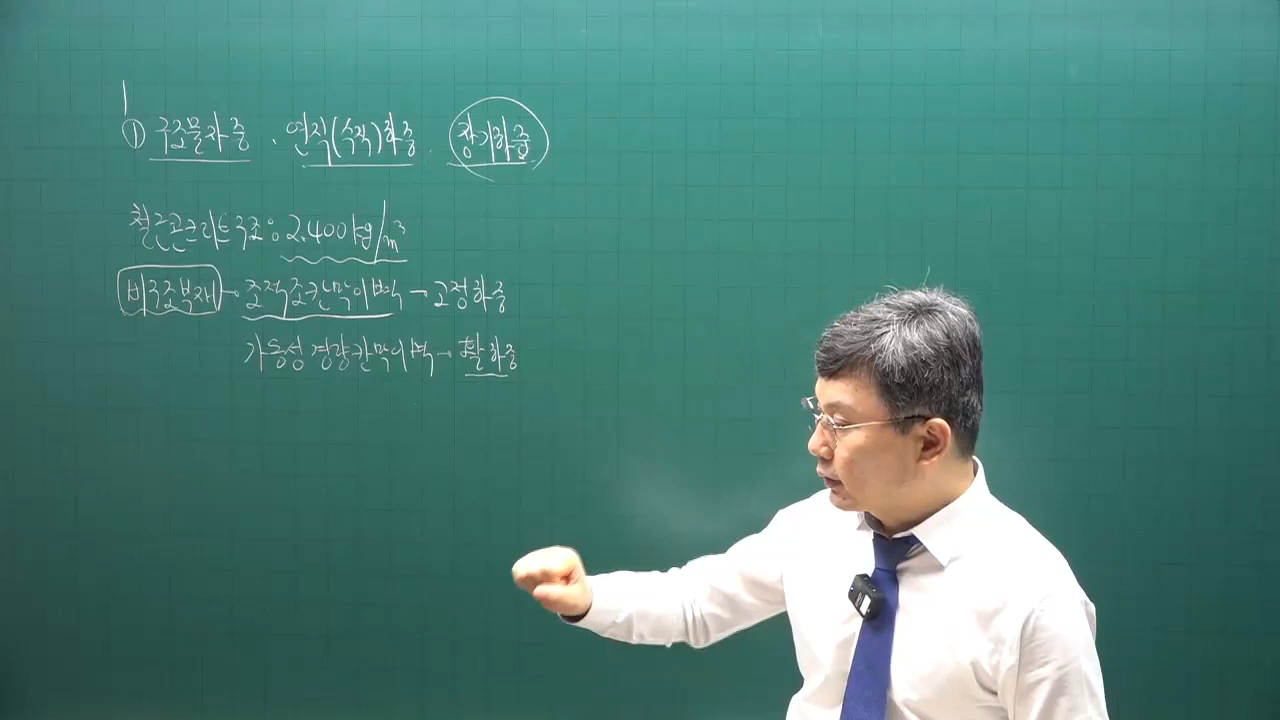 ① 구조물자중 · 연직(수직)하중 · 장기하중
철근콘크리트구조 : 2,400kg/m³
비구조부재 → 조적조칸막이벽 → 고정하중
가동성 경량칸막이벽 → 활하중